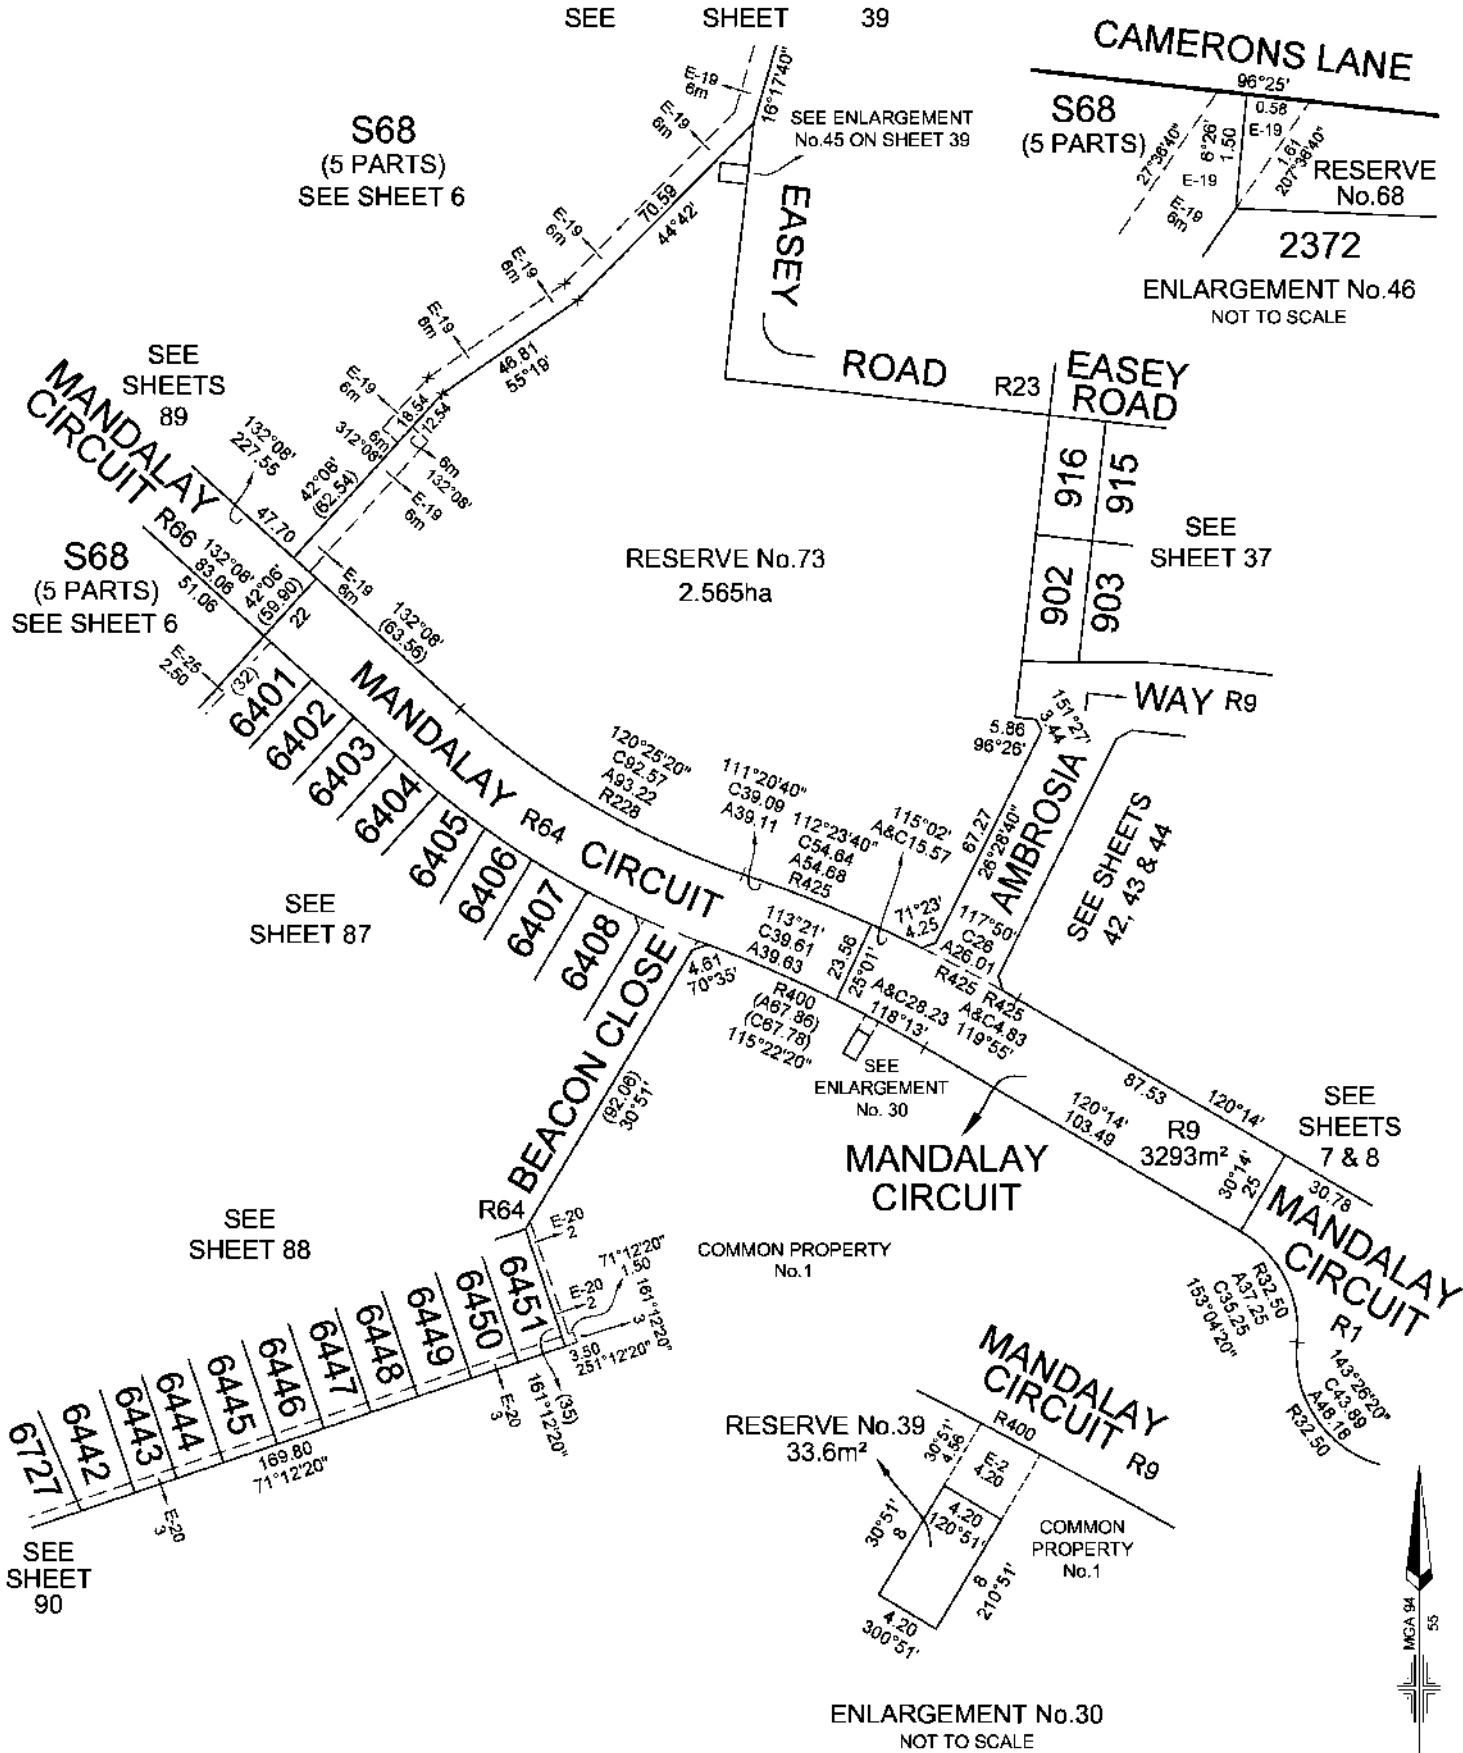 SEE SHEET 39
CAMERONS LANE
96°25'
S68
(5 PARTS)
0.58
E-19
6°26'
1.50
27°36'40"
1.61
207°36'40"
E-19
E-19
6m
RESERVE
No.68
2372
ENLARGEMENT No.46
NOT TO SCALE
16°17'40"
E-19
6m
E-19
6m
SEE ENLARGEMENT
No.45 ON SHEET 39
S68
(5 PARTS)
SEE SHEET 6
70.59
44°42'
E-19
6m
E-19
6m
E-19
6m
EASEY
ROAD
R23
EASEY
ROAD
46.81
55°19'
SEE
SHEETS
89
E-19
6m
18.54
12.54
6m
312°08'
6m
132°08'
E-19
6m
42°08'
(62.54)
MANDALAY
CIRCUIT
R66
132°08'
227.55
47.70
916
915
902
903
SEE
SHEET 37
S68
(5 PARTS)
SEE SHEET 6
132°08'
83.06
51.06
42°06'
(59.90)
22
E-19
6m
132°08'
(63.56)
RESERVE No.73
2.565ha
E-25
2.50
(32)
6401
6402
6403
6404
6405
6406
6407
6408
MANDALAY
R64
CIRCUIT
120°25'20"
C92.57
A93.22
R228
111°20'40"
C39.09
A39.11
112°23'40"
C54.64
A54.68
R425
115°02'
A&C15.57
5.86
96°26'
151°27'
3.44
WAY R9
AMBROSIA
67.27
26°28'40"
SEE SHEETS
42, 43 & 44
71°23'
4.25
117°50'
C26
A26.01
R425
R425
A&C4.83
119°55'
SEE
SHEET 87
113°21'
C39.61
A39.63
23.56
25°01'
A&C28.23
118°13'
4.61
70°35'
R400
(A67.86)
(C67.78)
115°22'20"
SEE
ENLARGEMENT
No. 30
BEACON CLOSE
(92.06)
30°51'
R64
MANDALAY
CIRCUIT
87.53
120°14'
120°14'
103.49
R9
3293m²
30°14'
25
SEE
SHEETS
7 & 8
30.78
MANDALAY
CIRCUIT
R1
R32.50
A37.25
C35.25
153°04'20"
143°26'20"
C43.89
A48.18
R32.50
SEE
SHEET 88
E-20
2
E-20
2
71°12'20"
1.50
161°12'20"
3
3.50
251°12'20"
(35)
161°12'20"
COMMON PROPERTY
No.1
6451
6450
6449
6448
6447
6446
6445
6444
6443
6442
6727
E-20
3
169.80
71°12'20"
E-20
3
SEE
SHEET
90
MANDALAY
CIRCUIT
R9
R400
RESERVE No.39
33.6m²
30°51'
4.56
E-2
4.20
4.20
120°51'
30°51'
8
8
210°51'
4.20
300°51'
COMMON
PROPERTY
No.1
ENLARGEMENT No.30
NOT TO SCALE
MGA 94
55